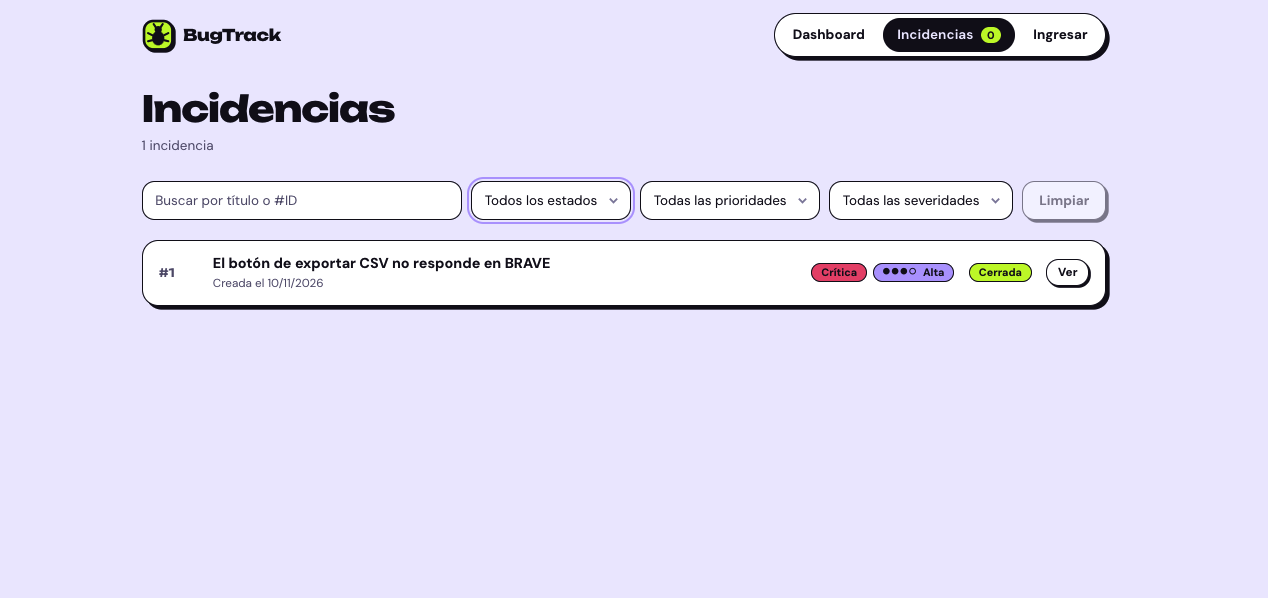 BugTrack
Dashboard
Incidencias 0
Ingresar
Incidencias
1 incidencia
Buscar por título o #ID
Todos los estados
Todas las prioridades
Todas las severidades
Limpiar
#1
El botón de exportar CSV no responde en BRAVE
Creada el 10/11/2026
Crítica
Alta
Cerrada
Ver